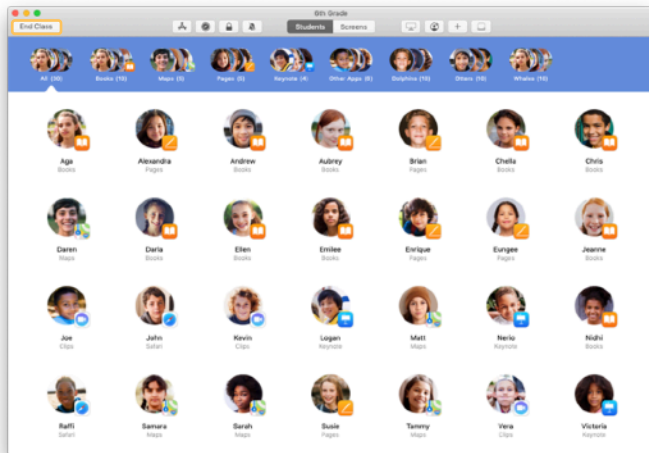 6th Grade
End Class
Students Screens
All (30) Books (10) Maps (5) Pages (5) Keynote (4) Other Apps (6) Dolphins (10) Otters (10) Whales (10)
Aga Alexandra Andrew Aubrey Brian Chella Chris
Books Pages Books Books Pages Books Books
Daren Daria Ellen Emilee Enrique Eungee Jeanne
Maps Books Books Books Pages Pages Books
Joe John Kevin Logan Matt Nerio Nidhi
Clips Safari Clips Keynote Maps Keynote Books
Raffi Samara Sarah Susie Tammy Vera Victoria
Safari Maps Maps Pages Maps Clips Keynote